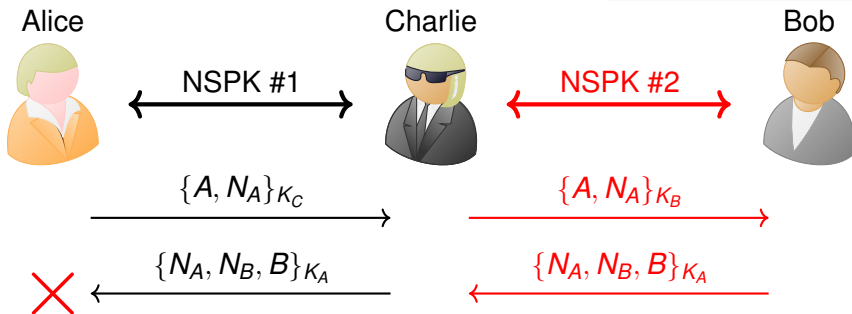 Alice Charlie Bob
NSPK #1 NSPK #2
{A, N_A}_{K_C} {A, N_A}_{K_B}
{N_A, N_B, B}_{K_A} {N_A, N_B, B}_{K_A}